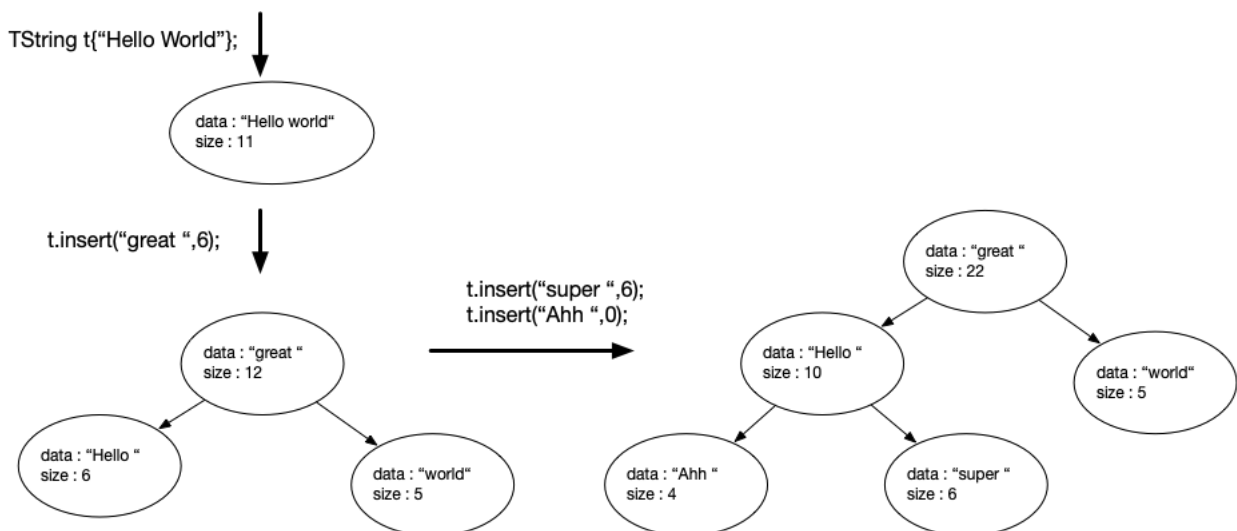 TString t{“Hello World”};
data : “Hello world“
size : 11
t.insert(“great “,6);
data : “great “
size : 12
data : “Hello “
size : 6
data : “world“
size : 5
t.insert(“super “,6);
t.insert(“Ahh “,0);
data : “great “
size : 22
data : “Hello “
size : 10
data : “world“
size : 5
data : “Ahh “
size : 4
data : “super “
size : 6